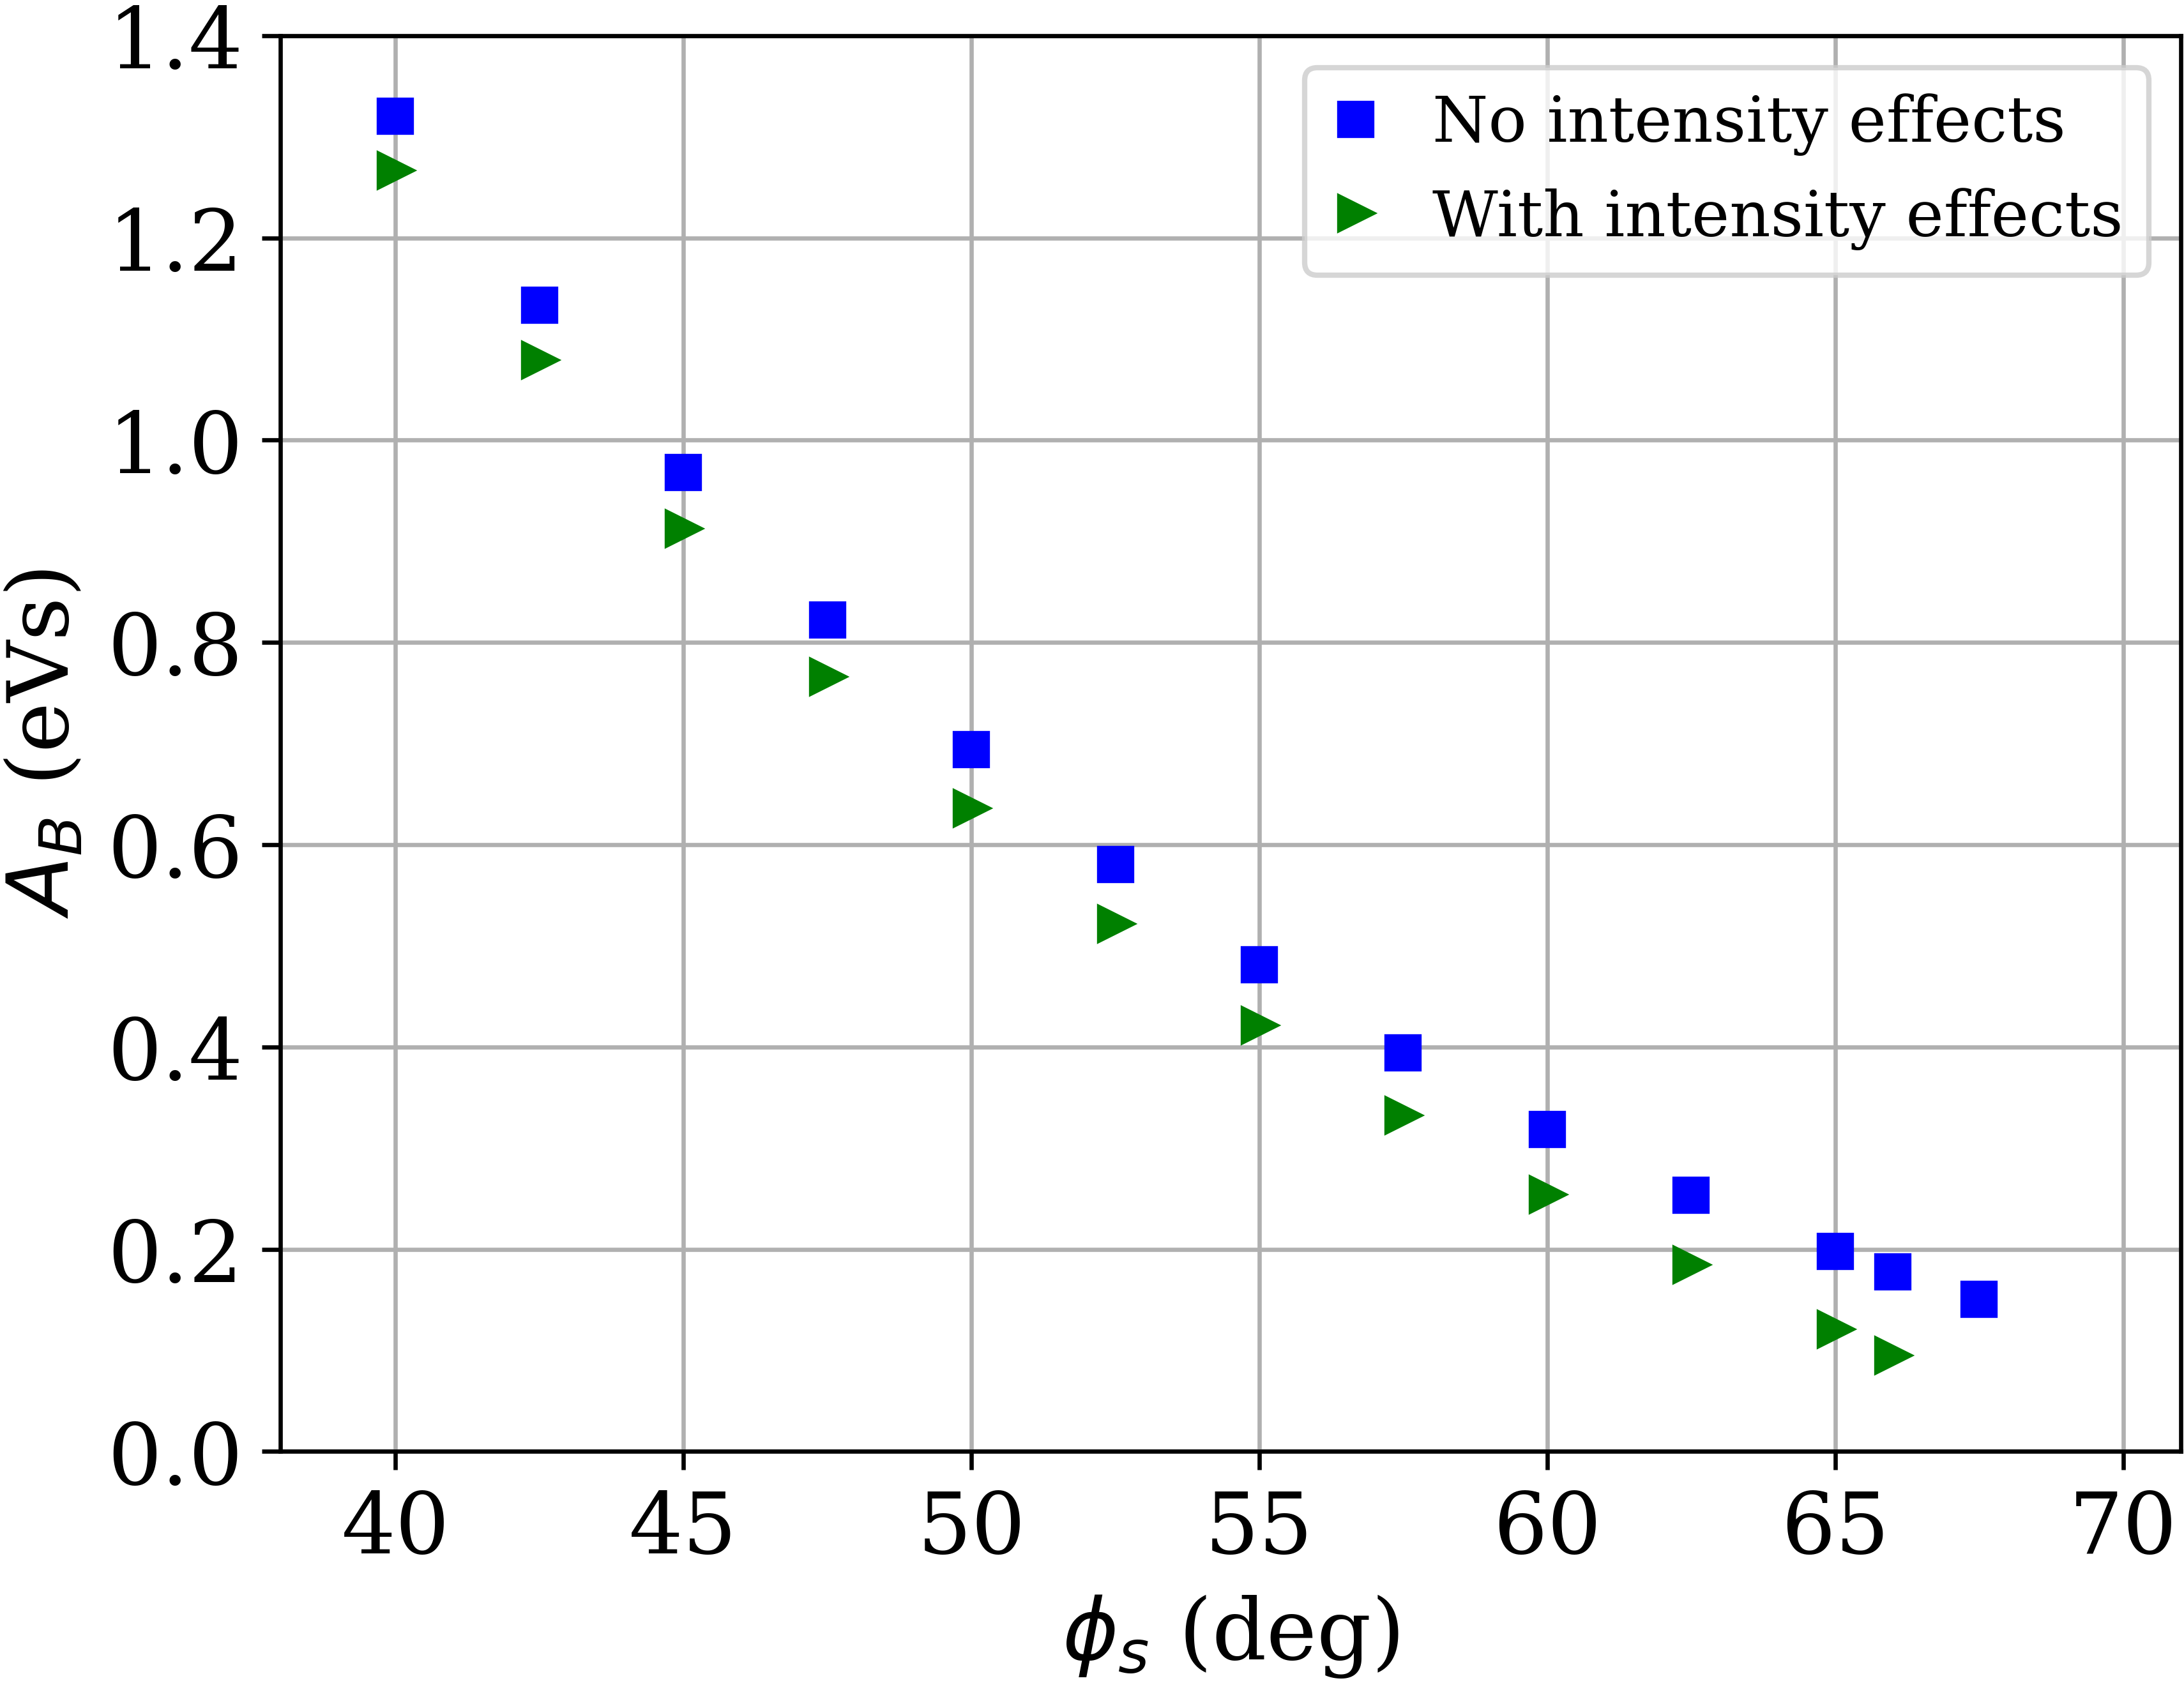 1.4
1.2
1.0
0.8
0.6
0.4
0.2
0.0
A_B (eVs)
No intensity effects
With intensity effects
40 45 50 55 60 65 70
ϕ_s (deg)